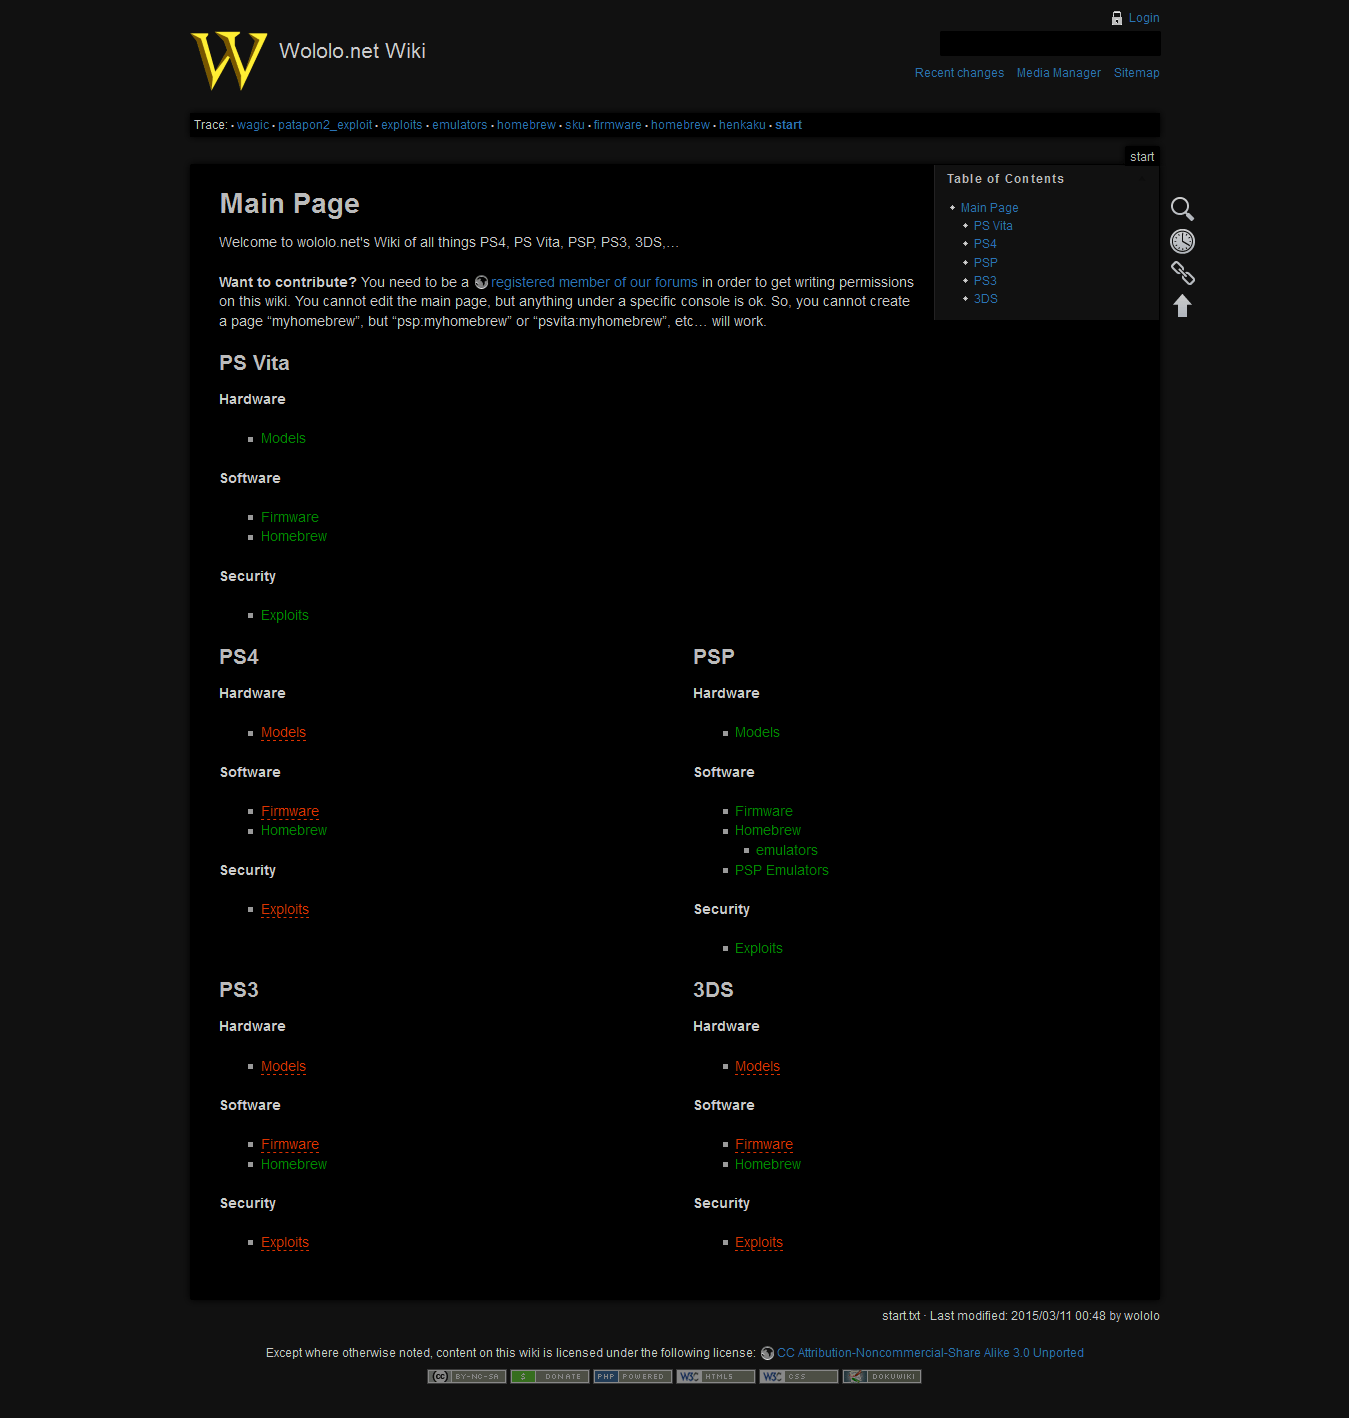 Login
W
Wololo.net Wiki
Recent changes Media Manager Sitemap
Trace: • wagic • patapon2_exploit • exploits • emulators • homebrew • sku • firmware • homebrew • henkaku • start
start
Table of Contents
Main Page
PS Vita
PS4
PSP
PS3
3DS
Main Page
Welcome to wololo.net's Wiki of all things PS4, PS Vita, PSP, PS3, 3DS,…
Want to contribute? You need to be a registered member of our forums in order to get writing permissions
on this wiki. You cannot edit the main page, but anything under a specific console is ok. So, you cannot create
a page “myhomebrew”, but “psp:myhomebrew” or “psvita:myhomebrew”, etc… will work.
PS Vita
Hardware
Models
Software
Firmware
Homebrew
Security
Exploits
PS4
Hardware
Models
Software
Firmware
Homebrew
Security
Exploits
PSP
Hardware
Models
Software
Firmware
Homebrew
emulators
PSP Emulators
Security
Exploits
PS3
Hardware
Models
Software
Firmware
Homebrew
Security
Exploits
3DS
Hardware
Models
Software
Firmware
Homebrew
Security
Exploits
start.txt · Last modified: 2015/03/11 00:48 by wololo
Except where otherwise noted, content on this wiki is licensed under the following license: CC Attribution-Noncommercial-Share Alike 3.0 Unported
(cc) BY-NC-SA $ DONATE PHP POWERED W3C HTML5 W3C CSS DOKUWIKI